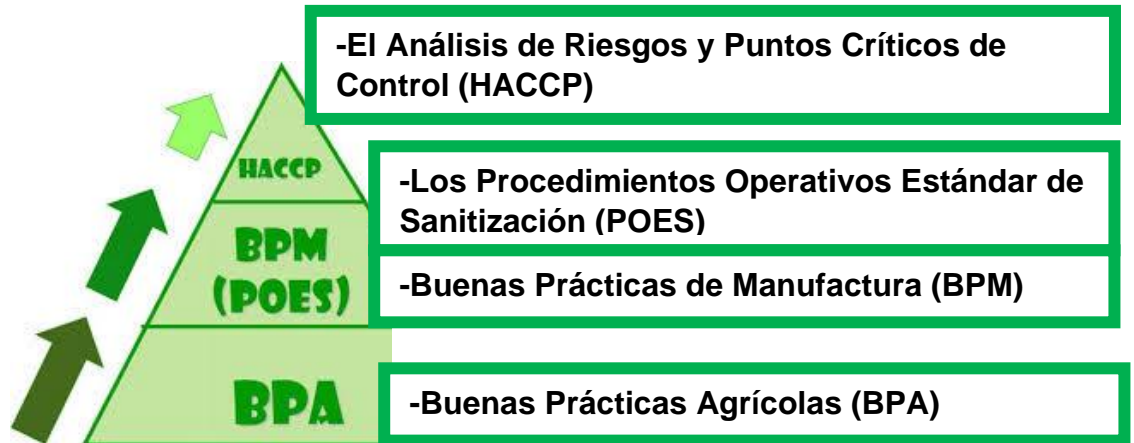 -El Análisis de Riesgos y Puntos Críticos de
Control (HACCP)
HACCP
-Los Procedimientos Operativos Estándar de
Sanitización (POES)
BPM
(POES)
-Buenas Prácticas de Manufactura (BPM)
BPA
-Buenas Prácticas Agrícolas (BPA)